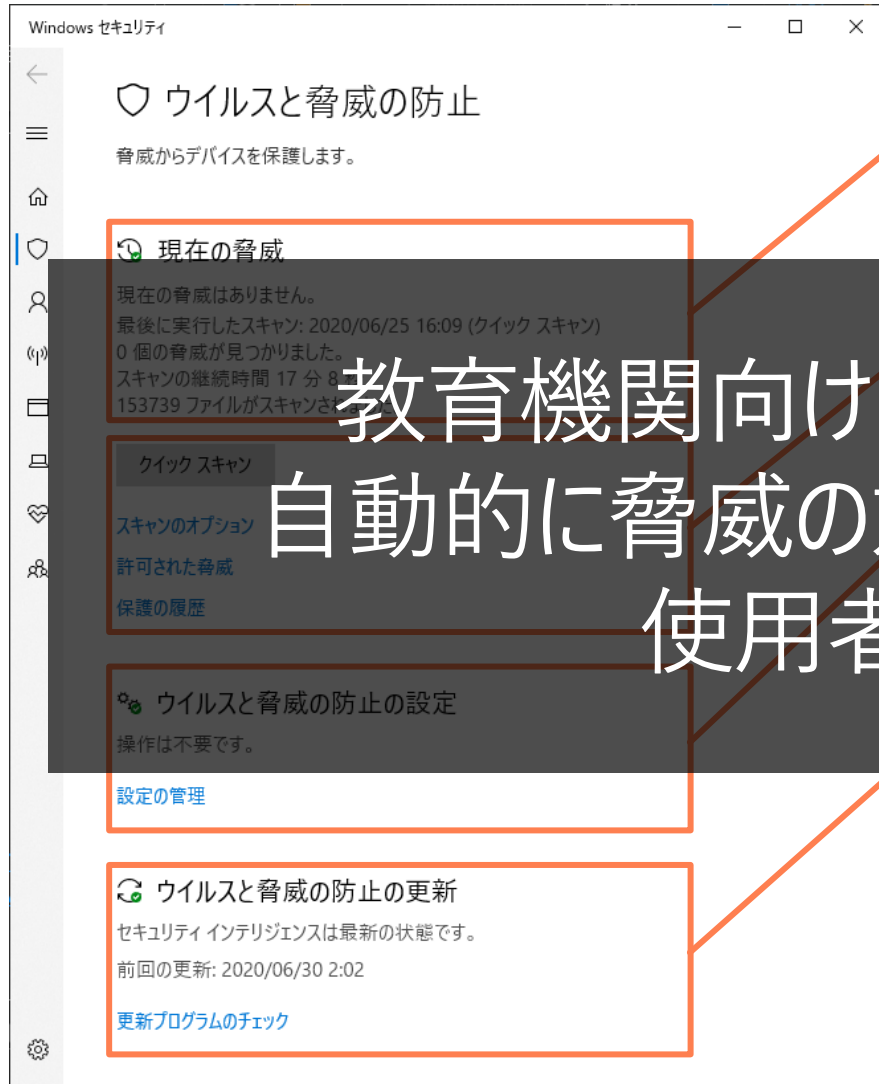 Windows セキュリティ
ウイルスと脅威の防止
脅威からデバイスを保護します。
現在の脅威
現在の脅威はありません。
最後に実行したスキャン: 2020/06/25 16:09 (クイック スキャン)
0 個の脅威が見つかりました。
スキャンの継続時間 17 分 8 秒
153739 ファイルがスキャンされました
教育機関向け
自動的に脅威の
使用者
クイック スキャン
スキャンのオプション
許可された脅威
保護の履歴
ウイルスと脅威の防止の設定
操作は不要です。
設定の管理
ウイルスと脅威の防止の更新
セキュリティ インテリジェンスは最新の状態です。
前回の更新: 2020/06/30 2:02
更新プログラムのチェック